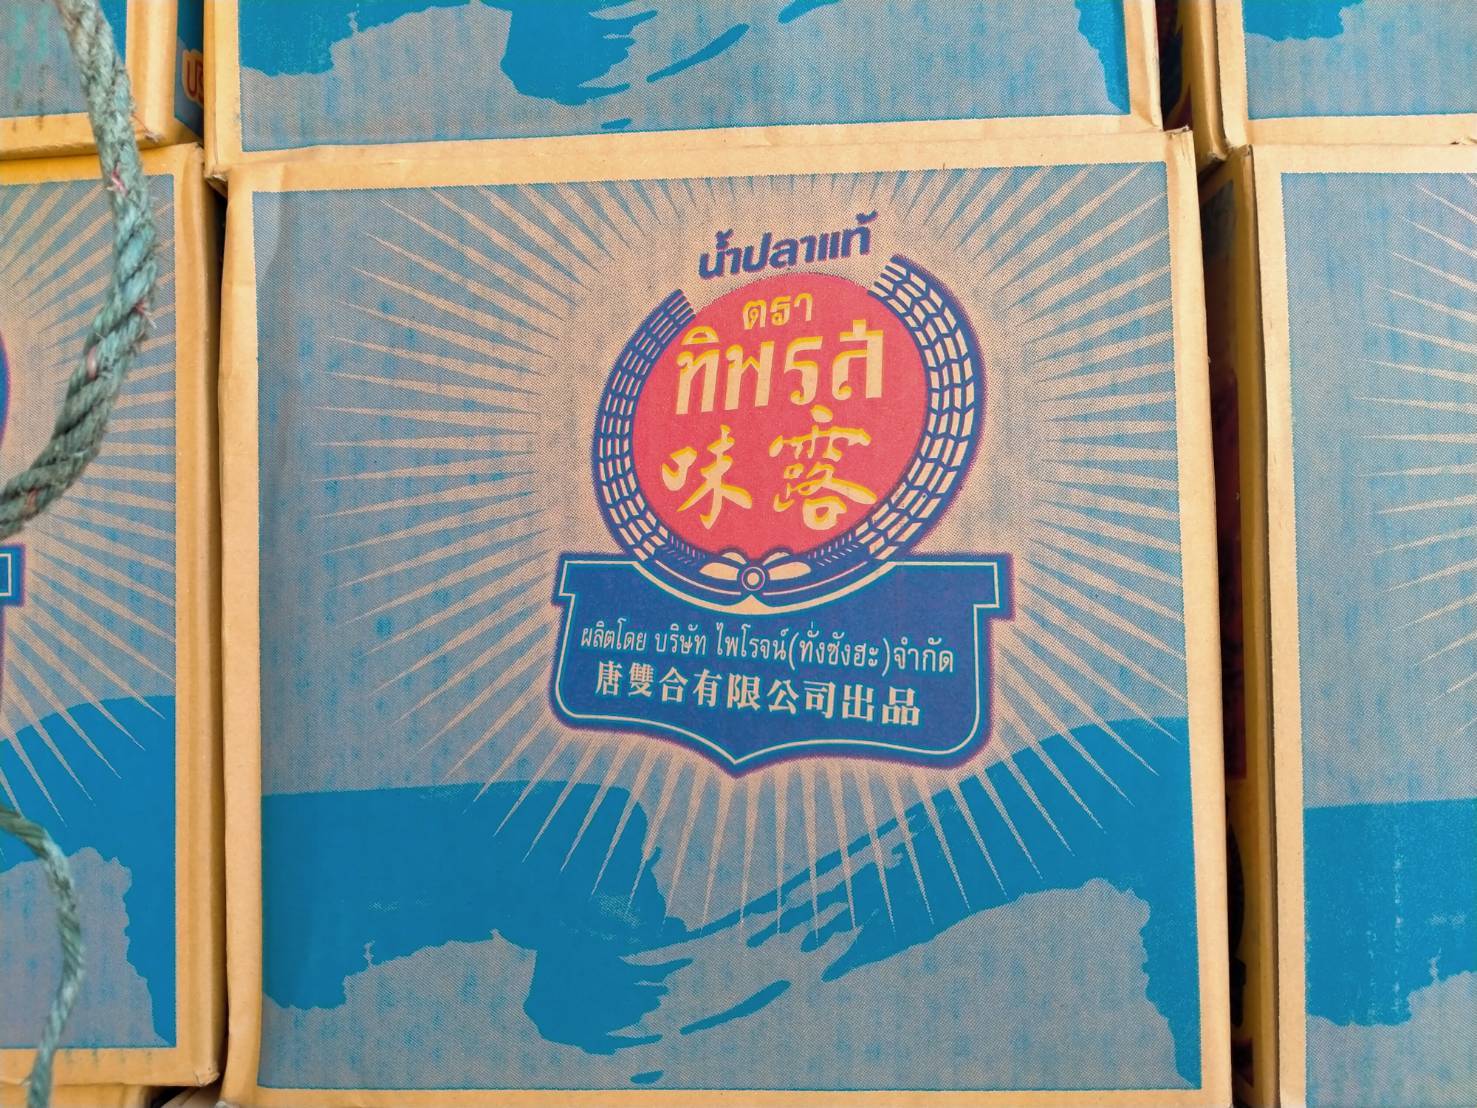 น้ำปลาแท้
ตรา
ทิพรส
味露
ผลิตโดย บริษัท ไพโรจน์(ทั่งซังฮะ)จำกัด
唐雙合有限公司出品